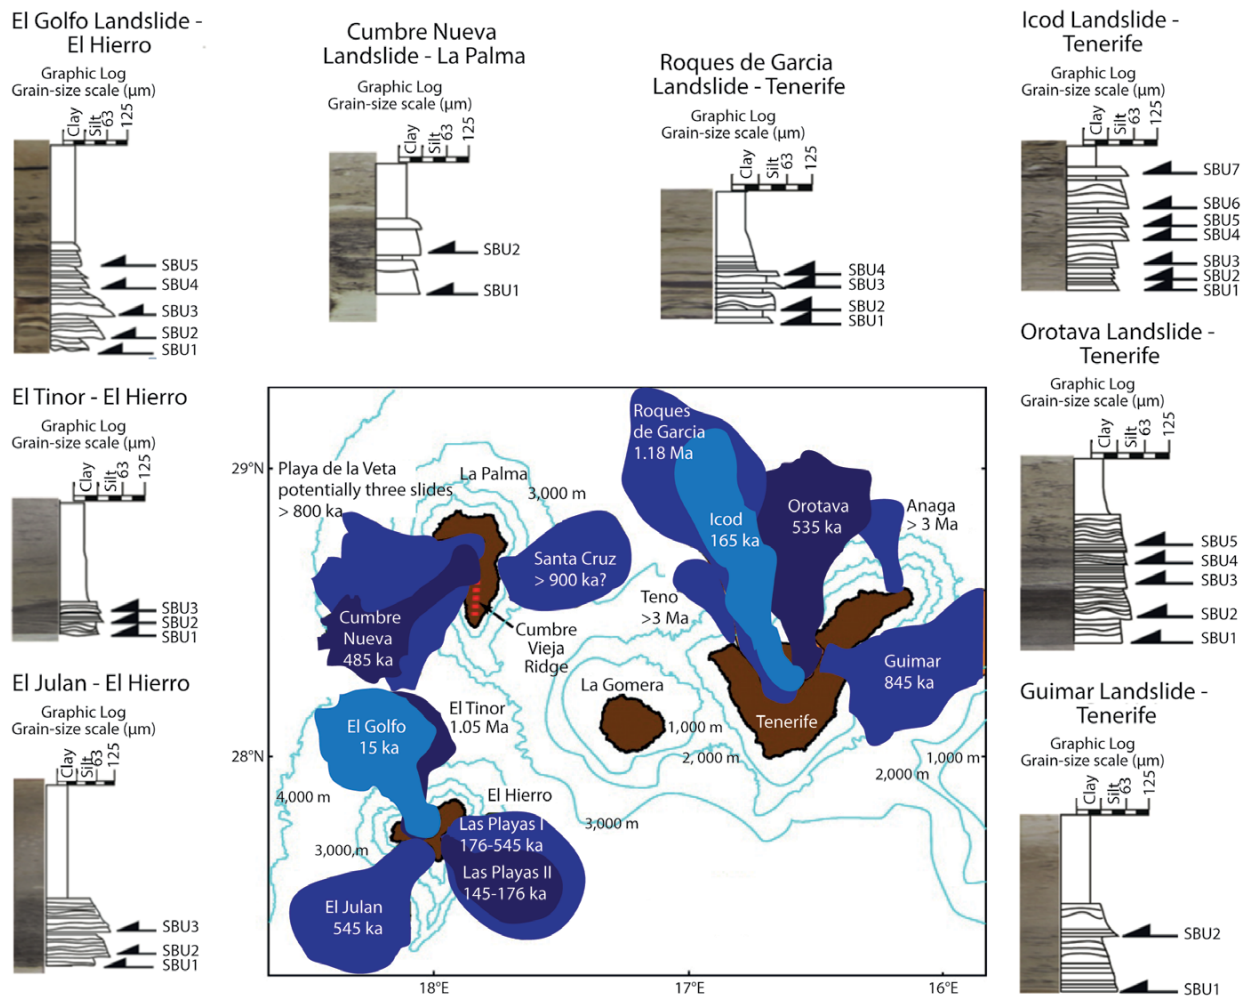 El Golfo Landslide -
El Hierro
Graphic Log
Grain-size scale (µm)
Clay
Silt
63
125
SBU5
SBU4
SBU3
SBU2
SBU1
Cumbre Nueva
Landslide - La Palma
Graphic Log
Grain-size scale (µm)
Clay
Silt
63
125
SBU2
SBU1
Roques de Garcia
Landslide - Tenerife
Graphic Log
Grain-size scale (µm)
Clay
Silt
63
125
SBU4
SBU3
SBU2
SBU1
Icod Landslide -
Tenerife
Graphic Log
Grain-size scale (µm)
Clay
Silt
63
125
SBU7
SBU6
SBU5
SBU4
SBU3
SBU2
SBU1
El Tinor - El Hierro
Graphic Log
Grain-size scale (µm)
Clay
Silt
63
125
SBU3
SBU2
SBU1
El Julan - El Hierro
Graphic Log
Grain-size scale (µm)
Clay
Silt
63
125
SBU3
SBU2
SBU1
Orotava Landslide -
Tenerife
Graphic Log
Grain-size scale (µm)
Clay
Silt
63
125
SBU5
SBU4
SBU3
SBU2
SBU1
Guimar Landslide -
Tenerife
Graphic Log
Grain-size scale (µm)
Clay
Silt
63
125
SBU2
SBU1
29°N
28°N
18°E
17°E
16°E
Playa de la Veta
potentially three slides
> 800 ka
La Palma
3,000 m
Santa Cruz
> 900 ka?
Cumbre
Nueva
485 ka
Cumbre
Vieja
Ridge
Roques
de Garcia
1.18 Ma
Icod
165 ka
Orotava
535 ka
Anaga
> 3 Ma
Teno
>3 Ma
Guimar
845 ka
Tenerife
La Gomera
1,000 m
2,000 m
3,000 m
2,000 m
1,000 m
El Golfo
15 ka
El Tinor
1.05 Ma
4,000 m
3,000,m
El Hierro
Las Playas I
176-545 ka
Las Playas II
145-176 ka
El Julan
545 ka